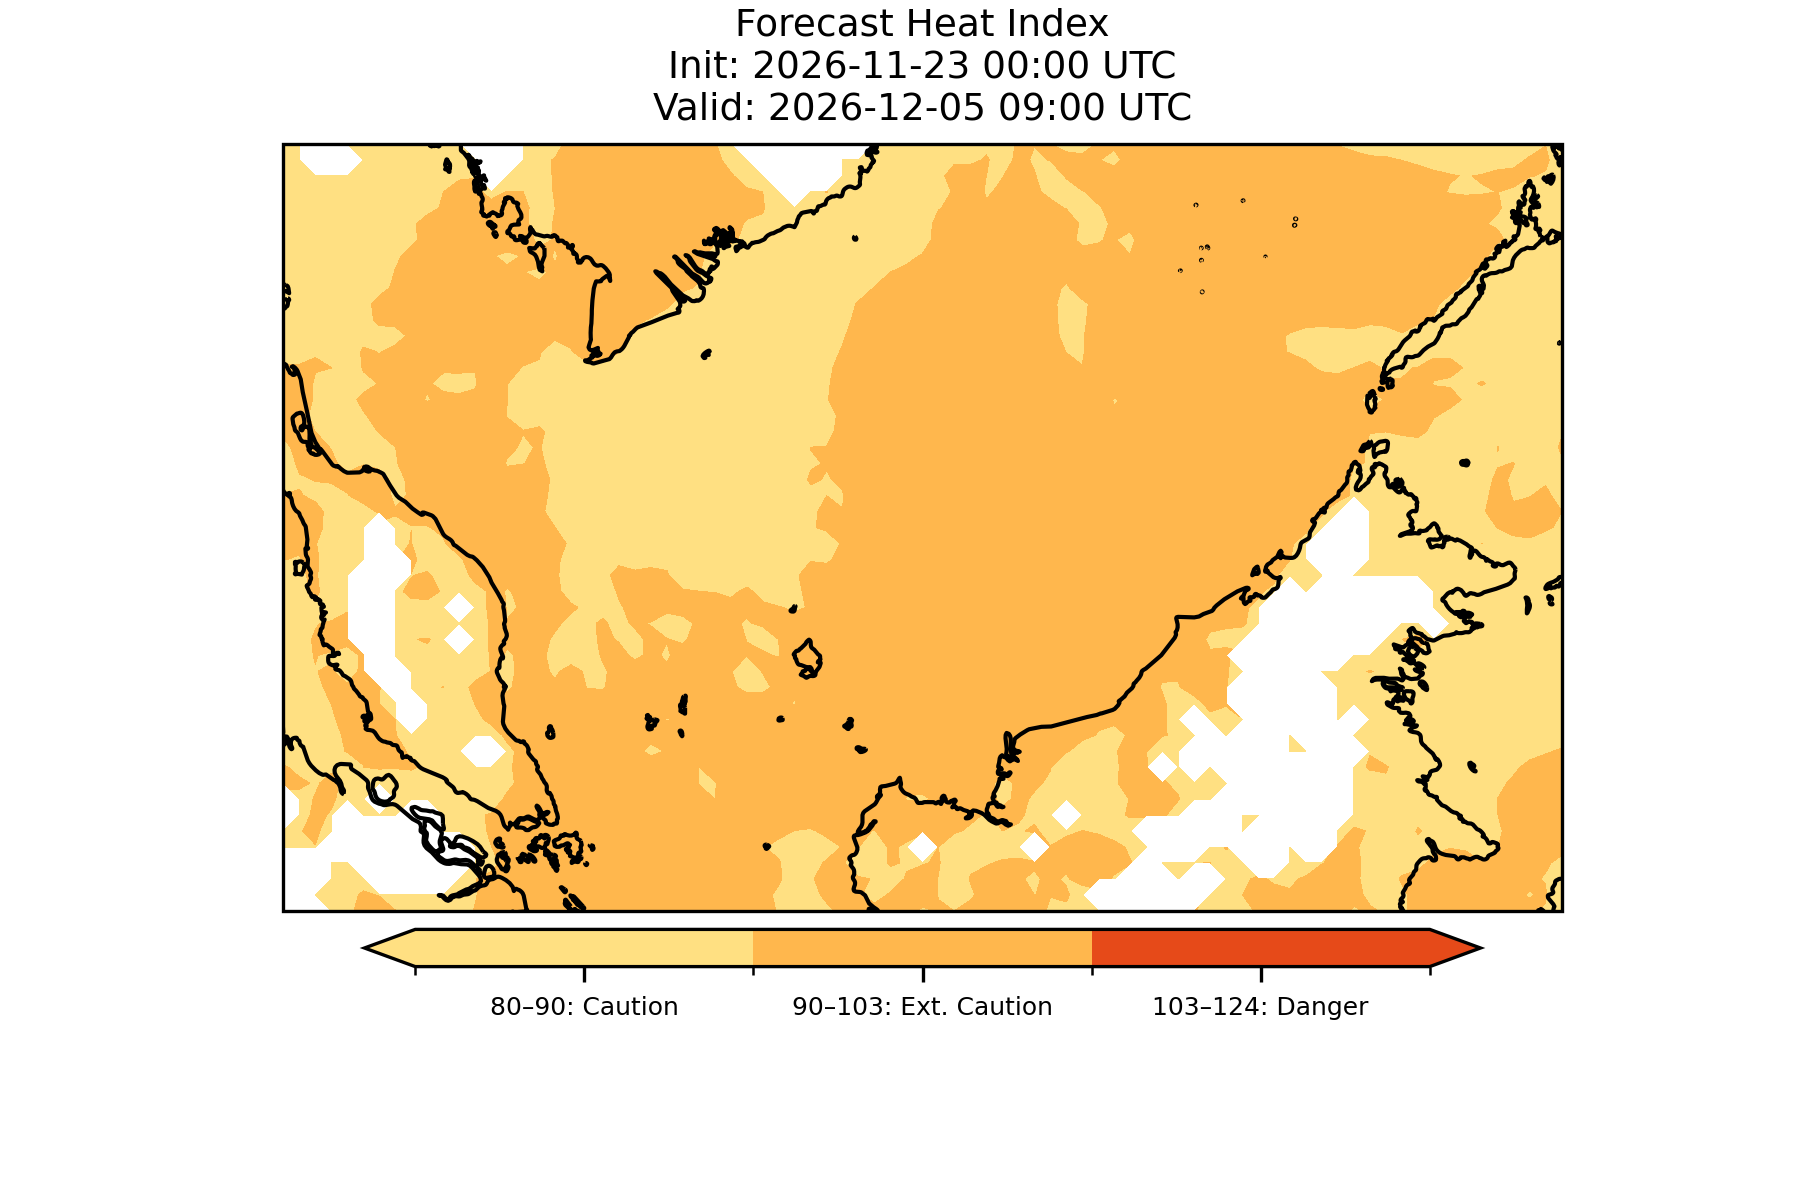 Forecast Heat Index
Init: 2026-11-23 00:00 UTC
Valid: 2026-12-05 09:00 UTC
80–90: Caution
90–103: Ext. Caution
103–124: Danger